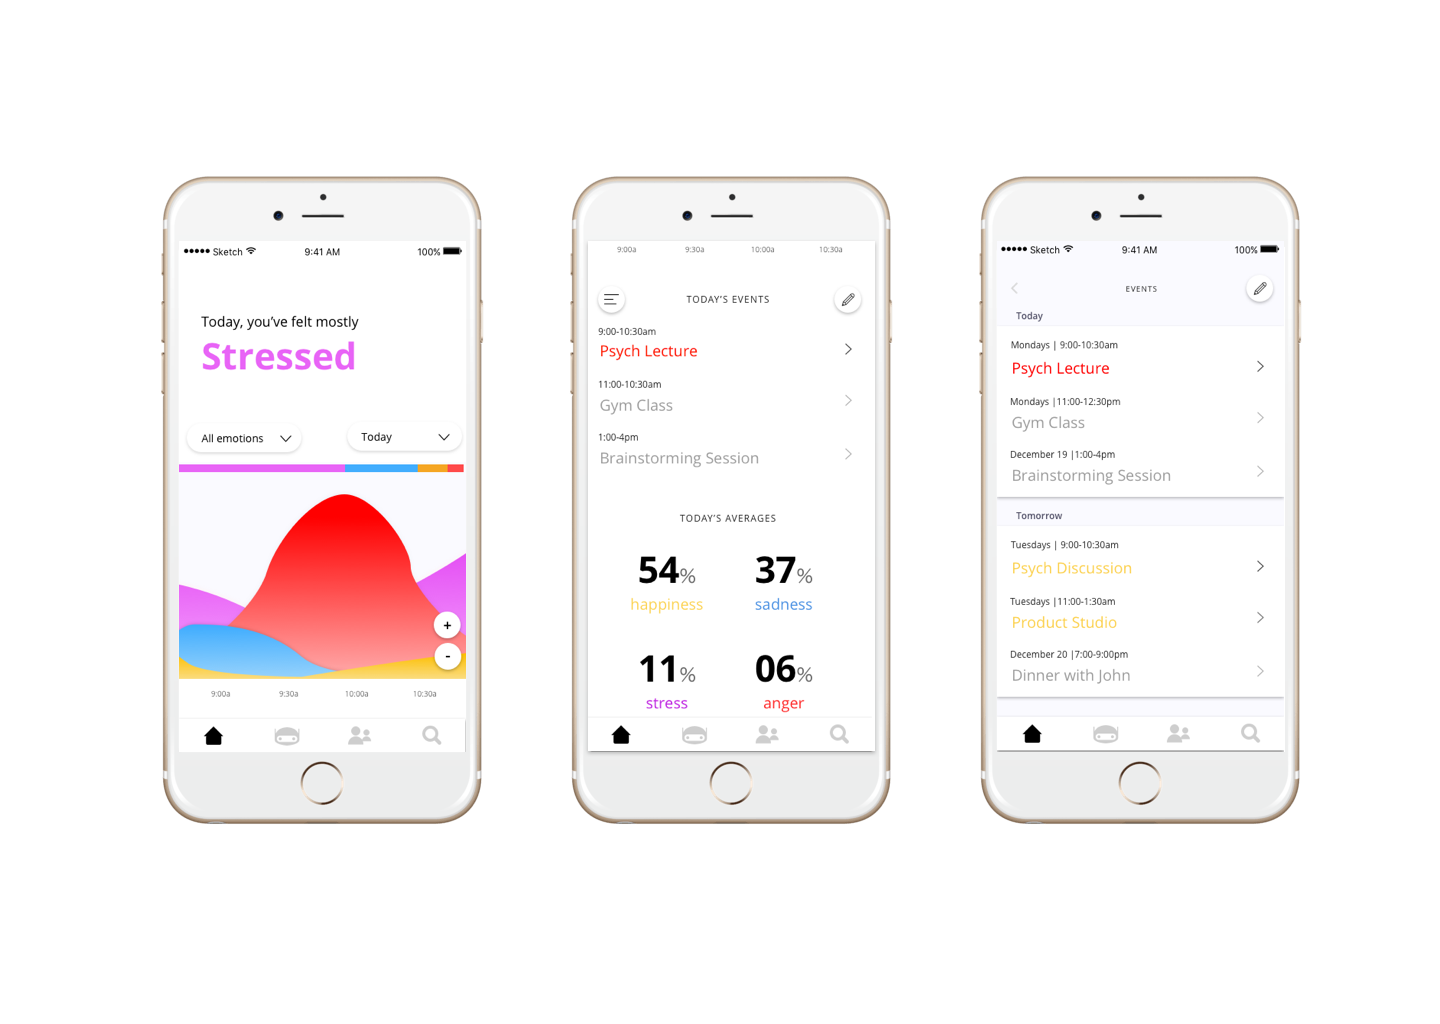 Sketch 9:41 AM 100%
Today, you've felt mostly
Stressed
All emotions
Today
+
-
9:00a 9:30a 10:00a 10:30a
9:00a 9:30a 10:00a 10:30a
TODAY'S EVENTS
9:00-10:30am
Psych Lecture
11:00-10:30am
Gym Class
1:00-4pm
Brainstorming Session
TODAY'S AVERAGES
54% 37%
happiness sadness
11% 06%
stress anger
Sketch 9:41 AM 100%
EVENTS
Today
Mondays | 9:00-10:30am
Psych Lecture
Mondays |11:00-12:30pm
Gym Class
December 19 |1:00-4pm
Brainstorming Session
Tomorrow
Tuesdays | 9:00-10:30am
Psych Discussion
Tuesdays |11:00-1:30am
Product Studio
December 20 |7:00-9:00pm
Dinner with John